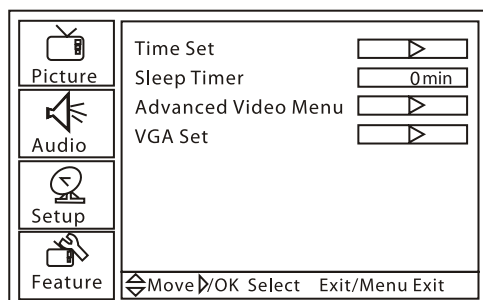 Picture
Audio
Setup
Feature
Time Set
Sleep Timer 0min
Advanced Video Menu
VGA Set
Move /OK Select Exit/Menu Exit